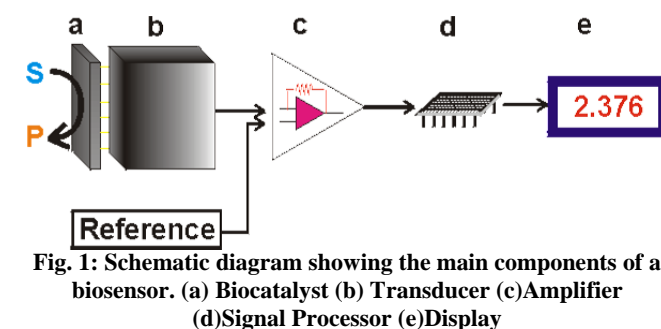 a b c d e
S
P
2.376
Reference
Fig. 1: Schematic diagram showing the main components of a
biosensor. (a) Biocatalyst (b) Transducer (c)Amplifier
(d)Signal Processor (e)Display